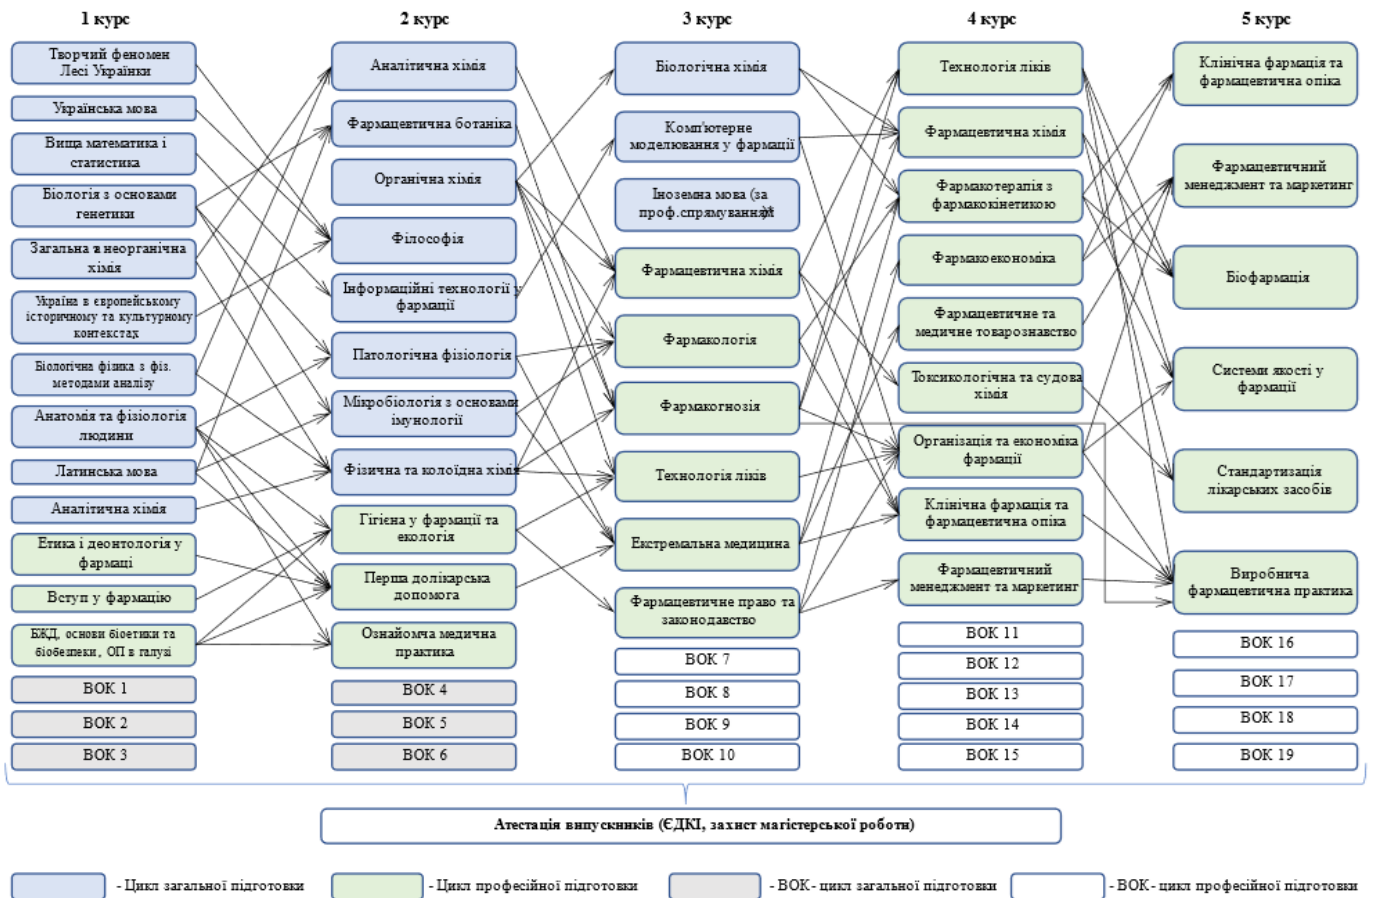 1 курс
Творчий феномен
Лесі Українки
Українська мова
Вища математика і
статистика
Біологія з основами
генетики
Загальна та неорганічна
хімія
Україна в європейському
історичному та культурному
контекстах
Біологічна фізика з фіз.
методами аналізу
Анатомія та фізіологія
людини
Латинська мова
Аналітична хімія
Етика і деонтологія у
фармації
Вступ у фармацію
БЖД, основи біоетики та
біобезпеки, ОП в галузі
ВОК 1
ВОК 2
ВОК 3
2 курс
Аналітична хімія
Фармацевтична ботаніка
Органічна хімія
Філософія
Інформаційні технології у
фармації
Патологічна фізіологія
Мікробіологія з основами
імунології
Фізична та колоїдна хімія
Гігієна у фармації та
екологія
Перша долікарська
допомога
Ознайомча медична
практика
ВОК 4
ВОК 5
ВОК 6
3 курс
Біологічна хімія
Комп'ютерне
моделювання у фармації
Іноземна мова (за
проф.спрямуванням)
Фармацевтична хімія
Фармакологія
Фармакогнозія
Технологія ліків
Екстремальна медицина
Фармацевтичне право та
законодавство
ВОК 7
ВОК 8
ВОК 9
ВОК 10
4 курс
Технологія ліків
Фармацевтична хімія
Фармакотерапія з
фармакокінетикою
Фармакоекономіка
Фармацевтичне та
медичне товарознавство
Токсикологічна та судова
хімія
Організація та економіка
фармації
Клінічна фармація та
фармацевтична опіка
Фармацевтичний
менеджмент та маркетинг
ВОК 11
ВОК 12
ВОК 13
ВОК 14
ВОК 15
5 курс
Клінічна фармація та
фармацевтична опіка
Фармацевтичний
менеджмент та маркетинг
Біофармація
Системи якості у
фармації
Стандартизація
лікарських засобів
Виробнича
фармацевтична практика
ВОК 16
ВОК 17
ВОК 18
ВОК 19
Атестація випускників (ЄДКІ, захист магістерської роботи)
- Цикл загальної підготовки
- Цикл професійної підготовки
- ВОК- цикл загальної підготовки
- ВОК- цикл професійної підготовки